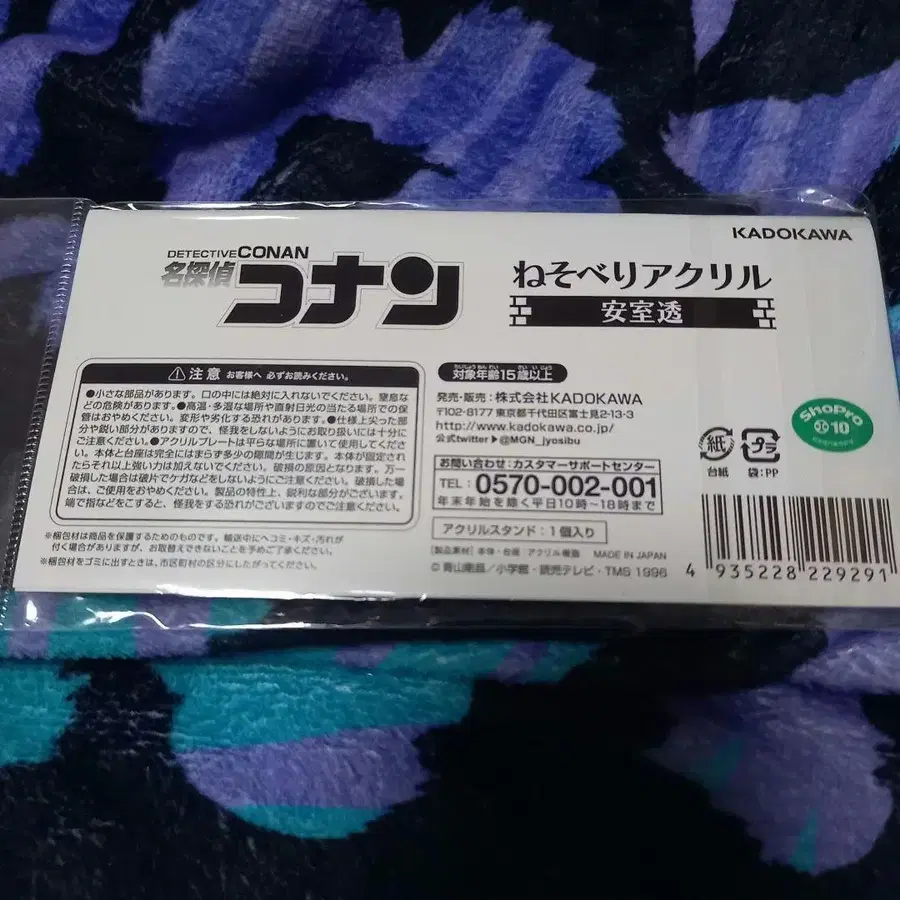 KADOKAWA
DETECTIVE CONAN
名探偵
コナン
ねそべりアクリル
安室透
注意 お客様へ 必ずお読みください。
●小さな部品があります。口の中には絶対に入れないでください。窒息な
どの危険があります。●高温・多湿な場所や直射日光の当たる場所での保
管はおやめください。変形や劣化する恐れがあります。●仕様上尖った部
分や鋭い部分がありますので、怪我をしないようにお取り扱いには十分に
ご注意ください。●アクリルプレートは平らな場所に置いて使用してくださ
い。本体と台座は完全にはまらず多少の隙間が生じます。本体が固定され
たらそれ以上強い力は加えないでください。破損の原因となります。万一
破損した場合は破片でケガなどをしないようにご注意ください。破損した場
合は、ご使用をおやめください。製品の特性上、鋭利な部分がございます。
端で指などをこすると、怪我をする恐れがございますのでご注意ください。
※梱包材は商品を保護するためのものです。輸送中にヘコミ・キズ・汚れが
付く場合がありますが、お取替えできないことを予めご了承ください。
※梱包材をゴミに出すときは、市区町村の区分にしたがってください。
対象年齢15歳以上
発売・販売:株式会社KADOKAWA
〒102-8177 東京都千代田区富士見2-13-3
http://www.kadokawa.co.jp/
公式twitter▶@MGN_jyosibu
お問い合わせ:カスタマーサポートセンター
TEL:0570-002-001
年末年始を除く平日10時~18時まで
アクリルスタンド:1個入り
[製品素材] 本体・台座 アクリル樹脂 MADE IN JAPAN
© 青山剛昌/小学館・読売テレビ・TMS 1996
ShoPro
10
紙
台紙
プラ
袋:PP
4 935228 229291